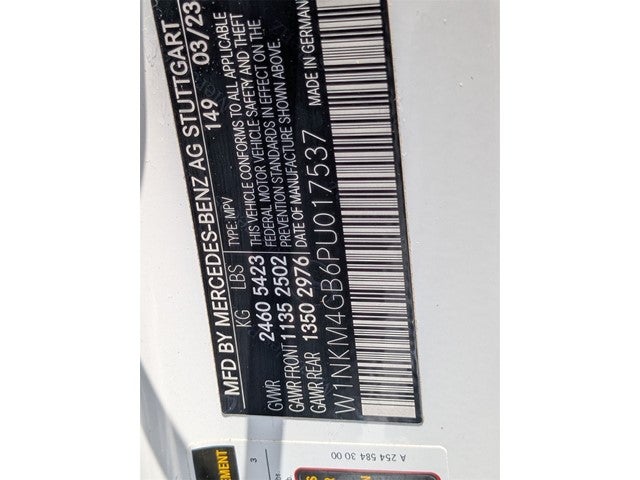 MFD BY MERCEDES-BENZ AG STUTTGART
149 03/23
KG LBS TYPE: MPV
GVWR 2460 5423
GAWR FRONT 1135 2502
GAWR REAR 1350 2976
THIS VEHICLE CONFORMS TO ALL APPLICABLE
FEDERAL MOTOR VEHICLE SAFETY AND THEFT
PREVENTION STANDARDS IN EFFECT ON THE
DATE OF MANUFACTURE SHOWN ABOVE.
W1NKM4GB6PU017537 MADE IN GERMAN
A 254 584 30 00
3